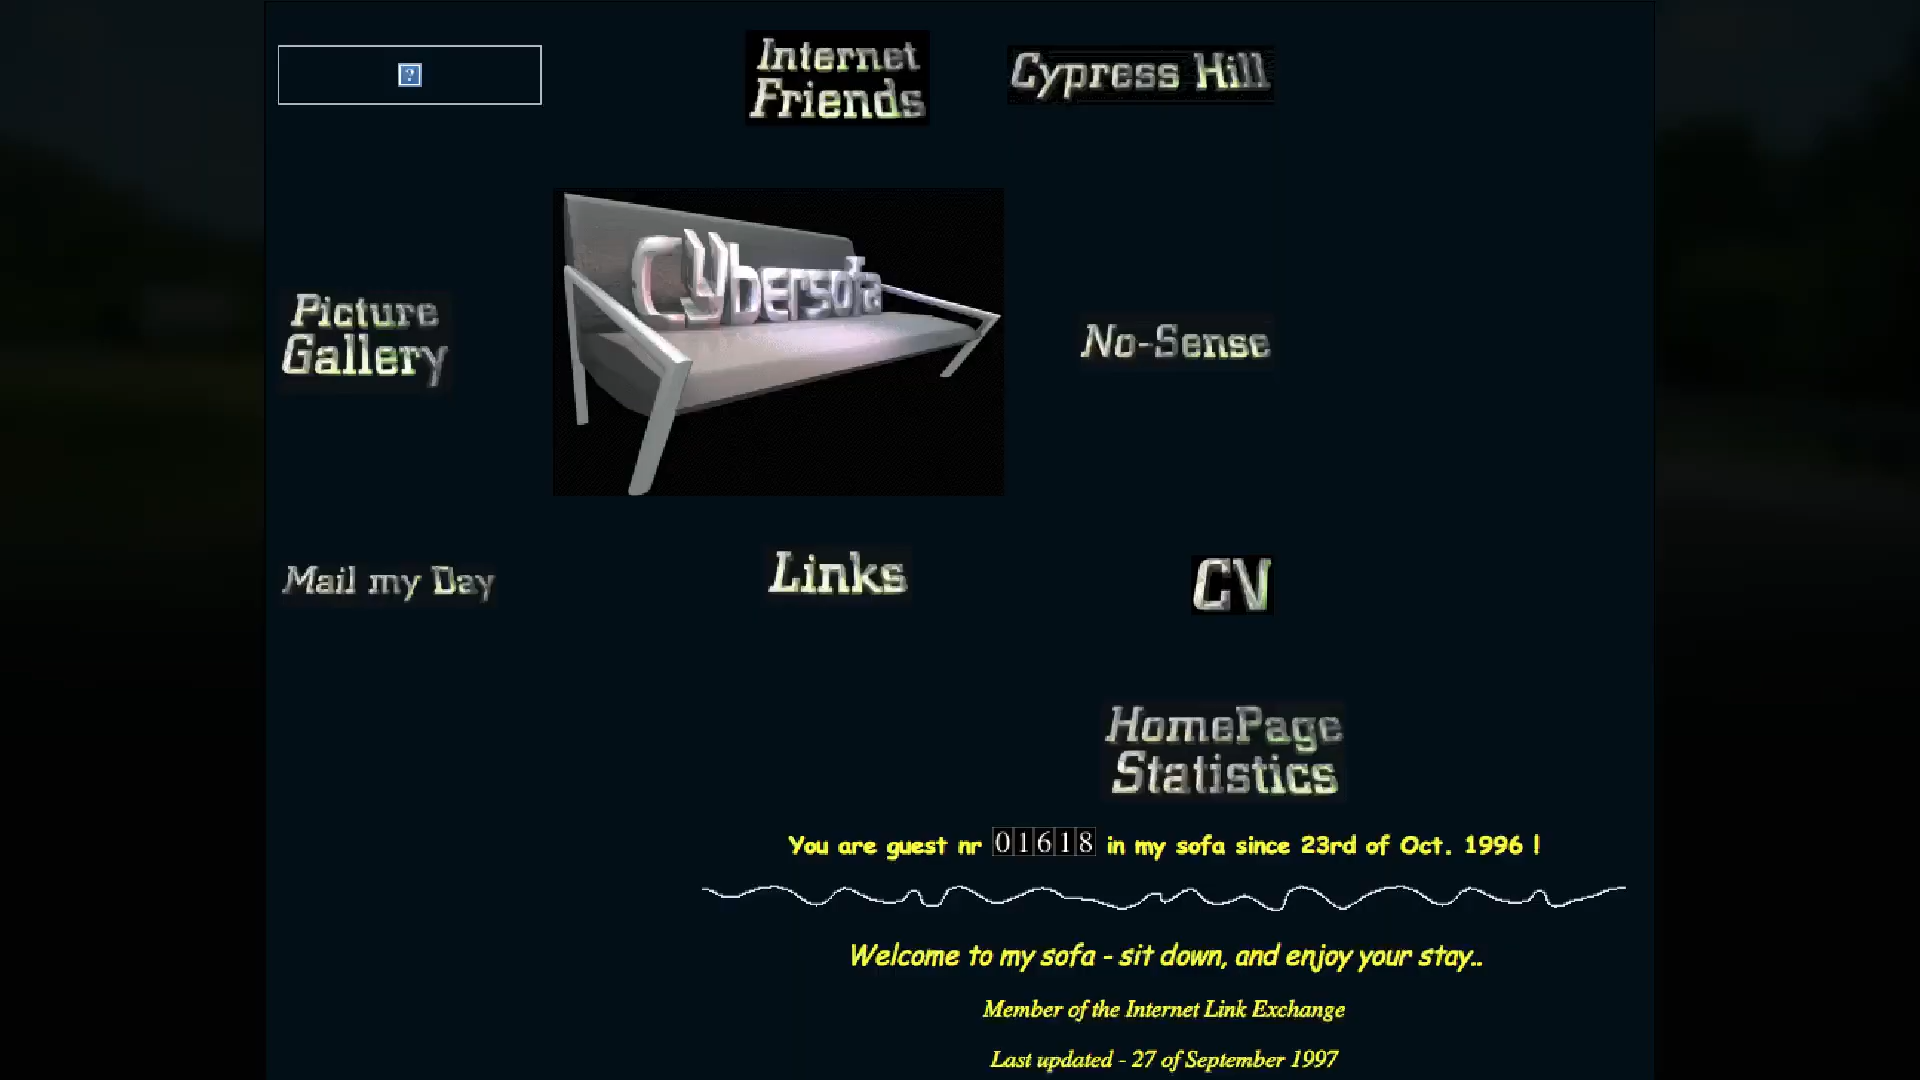 Internet
Friends
Cypress Hill
Cybersofa
Picture
Gallery
No-Sense
Mail my Day
Links
CV
HomePage
Statistics
You are guest nr 01618 in my sofa since 23rd of Oct. 1996 !
Welcome to my sofa - sit down, and enjoy your stay..
Member of the Internet Link Exchange
Last updated - 27 of September 1997